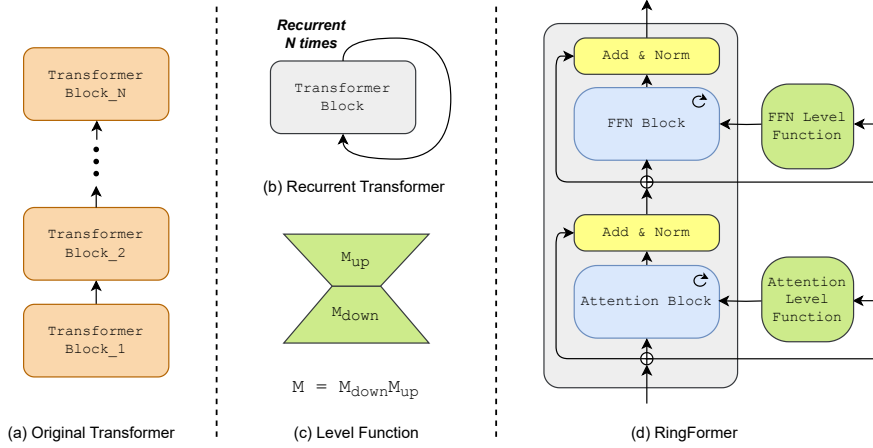 Transformer
Block_N
Transformer
Block_2
Transformer
Block_1
(a) Original Transformer
Recurrent
N times
Transformer
Block
(b) Recurrent Transformer
Mup
Mdown
M = MdownMup
(c) Level Function
Add & Norm
FFN Block
FFN Level
Function
Add & Norm
Attention Block
Attention
Level
Function
(d) RingFormer